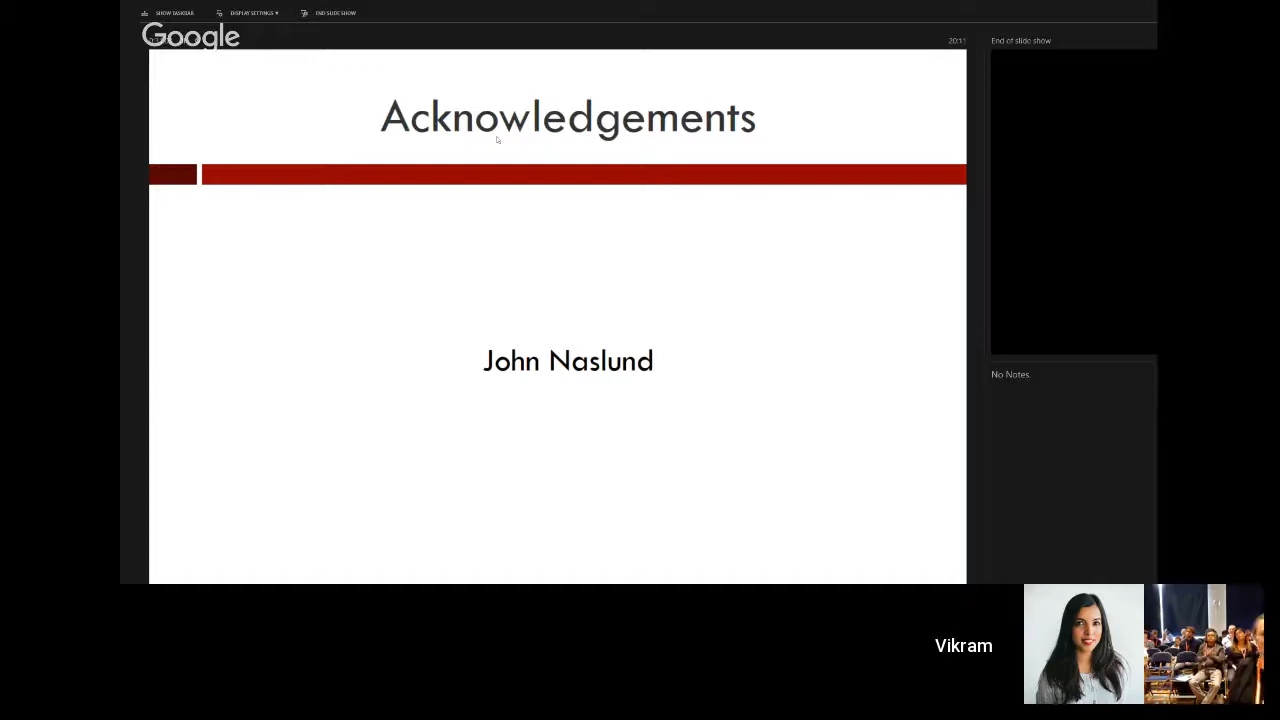 SHOW TASKBAR DISPLAY SETTINGS ▾ END SLIDE SHOW
Google
20:11 End of slide show
Acknowledgements
John Naslund
No Notes.
Vikram